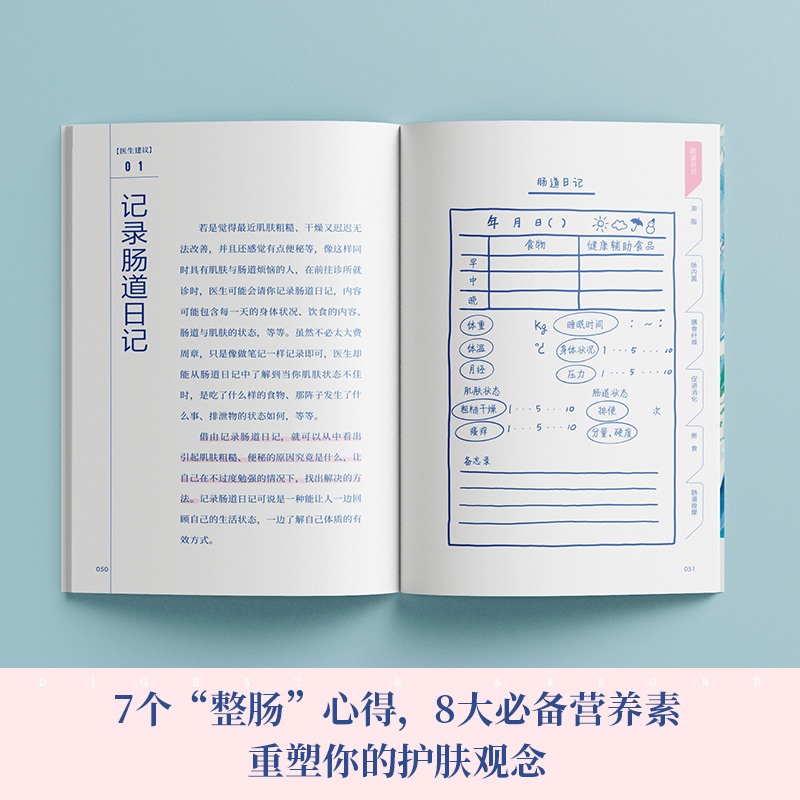 【医生建议】
01
记录肠道日记
若是觉得最近肌肤粗糙、干燥又迟迟无
法改善，并且还感觉有点便秘等，像这样同
时具有肌肤与肠道烦恼的人，在前往诊所就
诊时，医生可能会请你记录肠道日记，内容
可能包含每一天的身体状况、饮食的内容、
肠道与肌肤的状态，等等。虽然不必太大费
周章，只是像做笔记一样记录即可，医生却
能从肠道日记中了解到当你肌肤状态不佳
时，是吃了什么样的食物、那阵子发生了什
么事、排泄物的状态如何，等等。
借由记录肠道日记，就可以从中看出
引起肌肤粗糙、便秘的原因究竟是什么，让
自己在不过度勉强的情况下，找出解决的方
法。记录肠道日记可说是一种能让人一边回
顾自己的生活状态，一边了解自己体质的有
效方式。
050
肠道日记
年 月 日( )
食物 健康辅助食品
早
中
晚
体重 Kg 睡眠时间 : ~ :
体温 ℃ 身体状况 1···5···10
月经 压力 1···5···10
肌肤状态 肠道状态
粗糙干燥 1···5···10 排便 次
瘙痒 1···5···10 分量、硬度
备忘录
051
肠道日记
油脂
肠内菌
膳食纤维
促进消化
断食
肠道按摩
DIGEST & ABSORB
7个“整肠”心得，8大必备营养素
重塑你的护肤观念